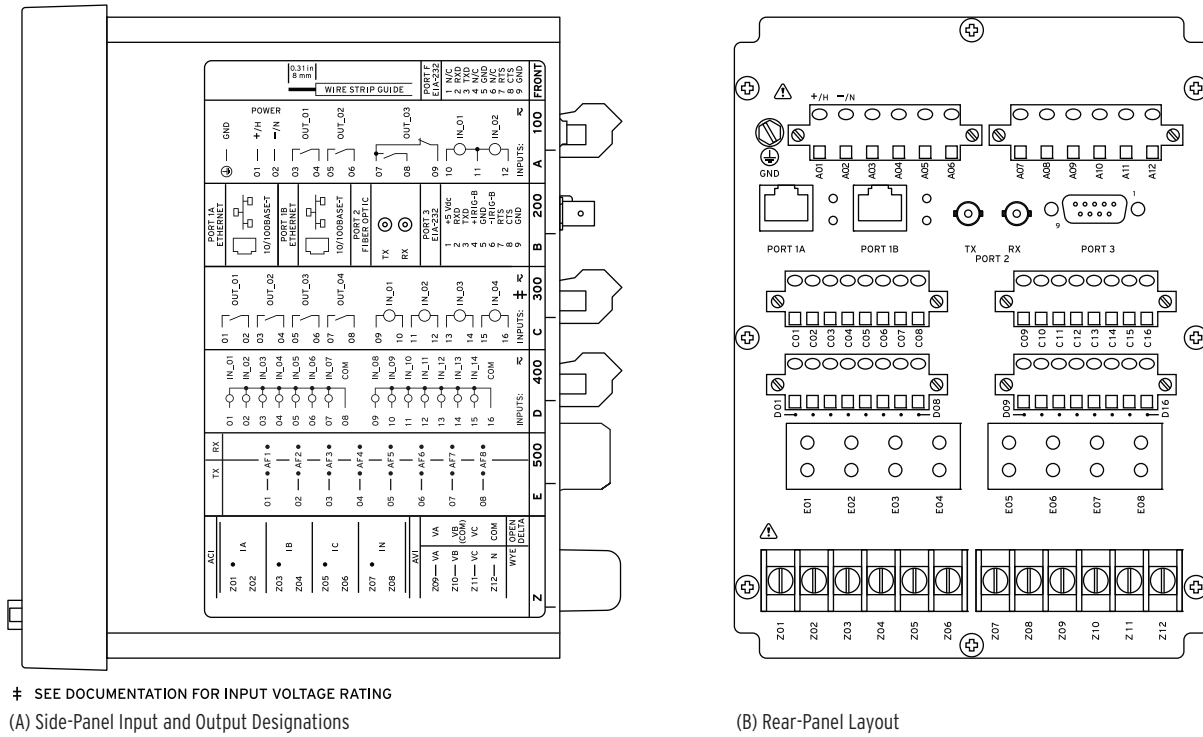 0.31 in
8 mm
WIRE STRIP GUIDE
PORT F
EIA-232
1 N/C
2 RXD
3 TXD
4 N/C
5 GND
6 N/C
7 RTS
8 CTS
9 GND
FRONT
POWER
GND
01 +/H
02 −/N
03
04
OUT_01
05
06
OUT_02
07
08
09
OUT_03
10
11
12
IN_01
IN_02
INPUTS:
A 100
PORT 1A
ETHERNET
10/100BASE-T
PORT 1B
ETHERNET
10/100BASE-T
PORT 2
FIBER OPTIC
TX
RX
PORT 3
EIA-232
1 +5 Vdc
2 RXD
3 TXD
4 +IRIG-B
5 GND
6 -IRIG-B
7 RTS
8 CTS
9 GND
B 200
01
02
OUT_01
03
04
OUT_02
05
06
OUT_03
07
08
OUT_04
09
10
IN_01
11
12
IN_02
13
14
IN_03
15
16
IN_04
INPUTS: ‡
C 300
01 IN_01
02 IN_02
03 IN_03
04 IN_04
05 IN_05
06 IN_06
07 IN_07
08 COM
09 IN_08
10 IN_09
11 IN_10
12 IN_11
13 IN_12
14 IN_13
15 IN_14
16 COM
INPUTS:
D 400
TX RX
01 AF1
02 AF2
03 AF3
04 AF4
05 AF5
06 AF6
07 AF7
08 AF8
E 500
ACI
Z01
Z02
IA
Z03
Z04
IB
Z05
Z06
IC
Z07
Z08
IN
AVI
Z09 VA VA
Z10 VB VB
(COM)
Z11 VC VC
Z12 N COM
WYE OPEN
DELTA
Z
‡ SEE DOCUMENTATION FOR INPUT VOLTAGE RATING
(A) Side-Panel Input and Output Designations
+/H −/N
GND
A01 A02 A03 A04 A05 A06
A07 A08 A09 A10 A11 A12
1
9
PORT 1A
PORT 1B
TX RX
PORT 2
PORT 3
C01 C02 C03 C04 C05 C06 C07 C08
C09 C10 C11 C12 C13 C14 C15 C16
D01 D08
D09 D16
E01 E02 E03 E04
E05 E06 E07 E08
Z01 Z02 Z03 Z04 Z05 Z06
Z07 Z08 Z09 Z10 Z11 Z12
(B) Rear-Panel Layout